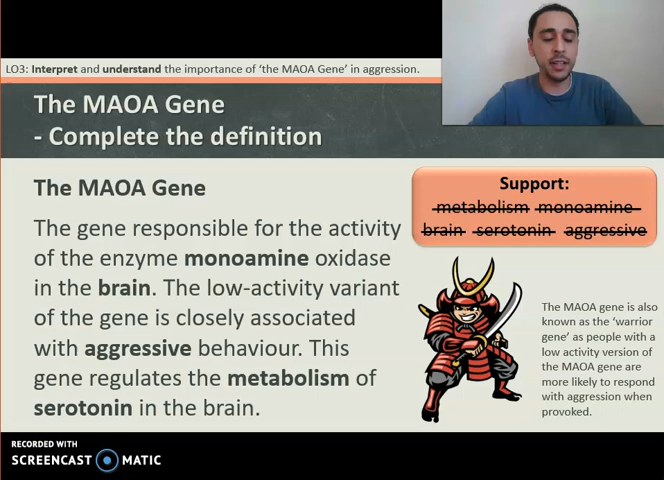 LO3: Interpret and understand the importance of 'the MAOA Gene' in aggression.
The MAOA Gene
- Complete the definition
The MAOA Gene
The gene responsible for the activity
of the enzyme monoamine oxidase
in the brain. The low-activity variant
of the gene is closely associated
with aggressive behaviour. This
gene regulates the metabolism of
serotonin in the brain.
Support:
metabolism monoamine
brain serotonin aggressive
The MAOA gene is also
known as the 'warrior
gene' as people with a
low activity version of
the MAOA gene are
more likely to respond
with aggression when
provoked.
RECORDED WITH
SCREENCAST MATIC